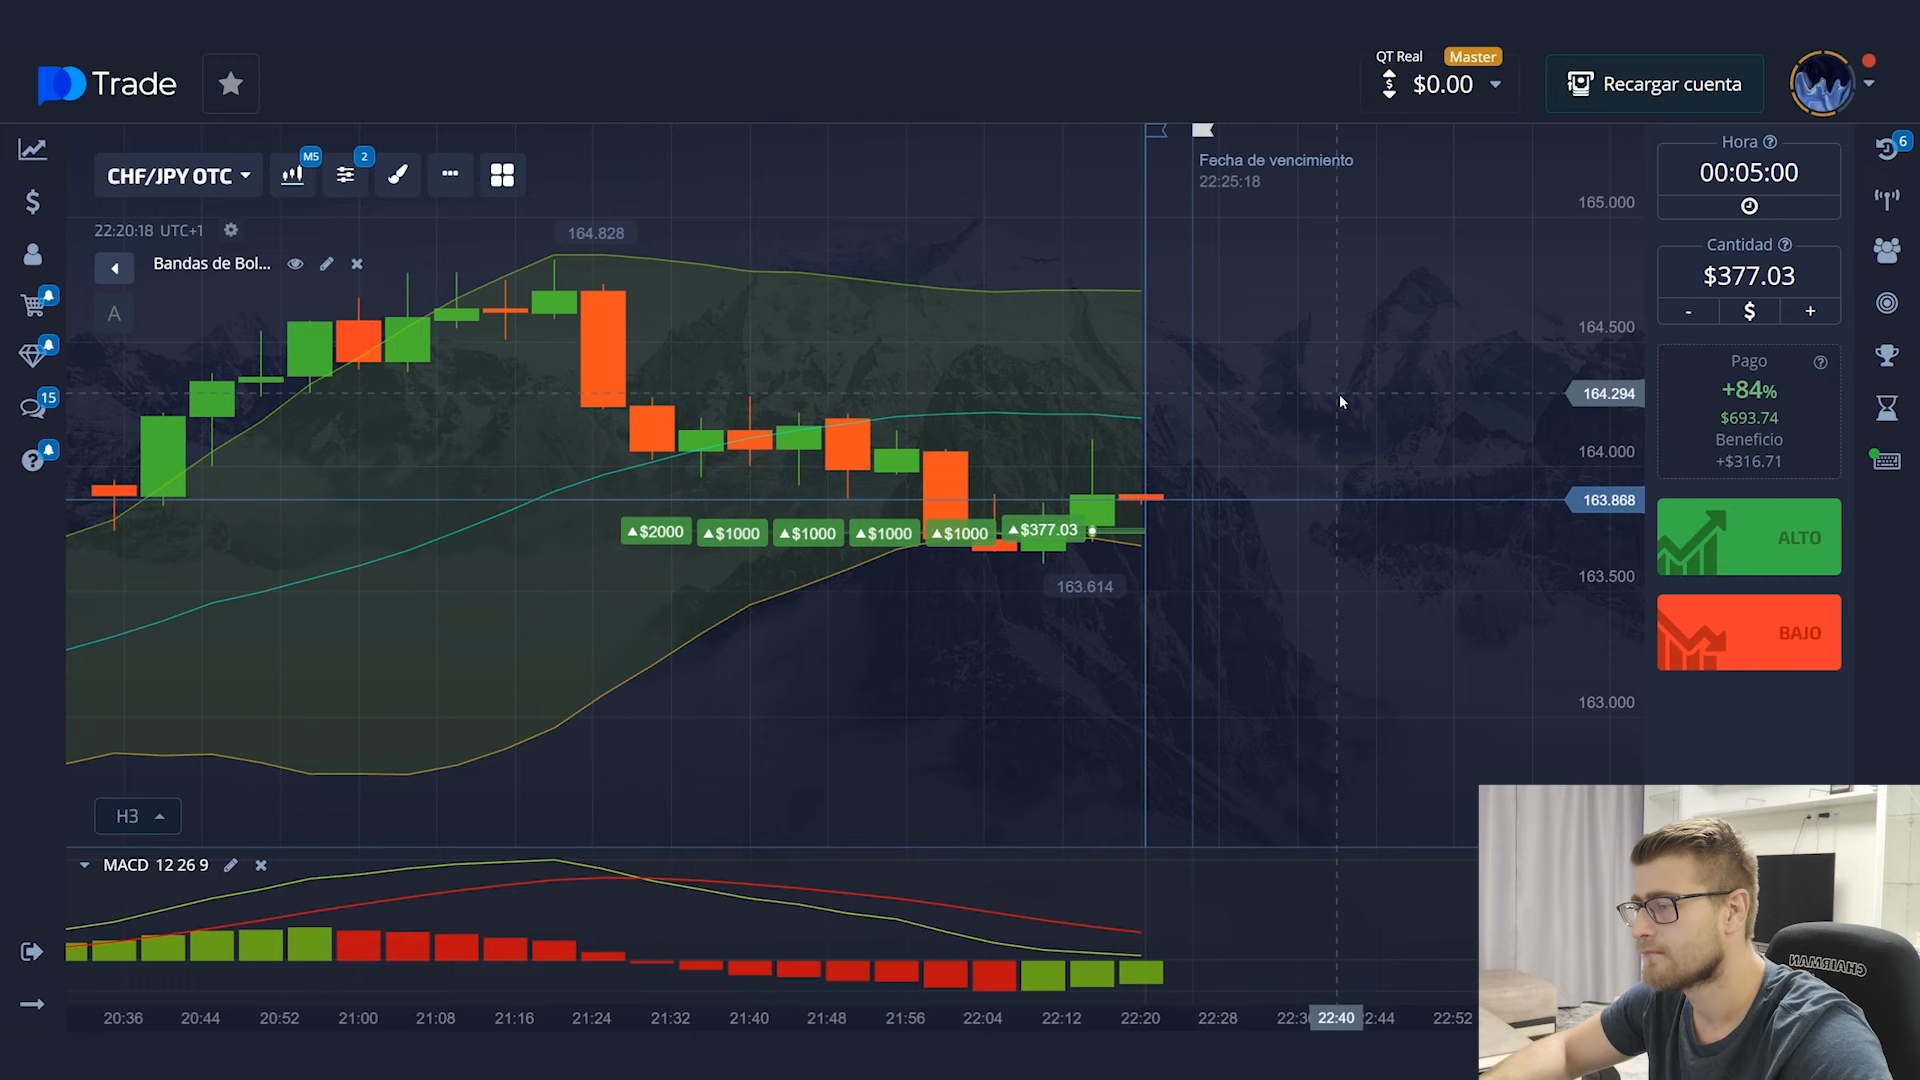 Trade
QT Real Master
$0.00
Recargar cuenta
CHF/JPY OTC
M5
2
22:20:18 UTC+1
Bandas de Bol...
A
164.828
Fecha de vencimiento
22:25:18
15
$2000
$1000
$1000
$1000
$1000
$377.03
163.614
165.000
164.500
164.294
164.000
163.868
163.500
163.000
Hora
00:05:00
Cantidad
$377.03
- $ +
Pago
+84%
$693.74
Beneficio
+$316.71
ALTO
BAJO
6
H3
MACD 12 26 9
20:36 20:44 20:52 21:00 21:08 21:16 21:24 21:32 21:40 21:48 21:56 22:04 22:12 22:20 22:28 22:40 2:44 22:52
CHAIRMAN